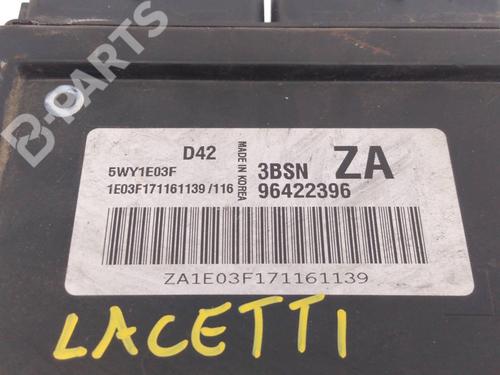 B-PARTS
D42
5WY1E03F
1E03F171161139 /116
MADE IN KOREA
3BSN ZA
96422396
ZA1E03F171161139
LACETTI